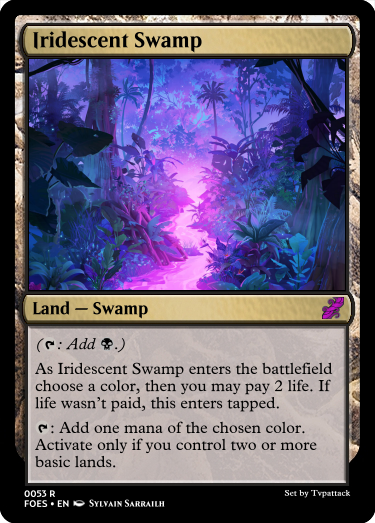 Iridescent Swamp
Land — Swamp
(: Add .)
As Iridescent Swamp enters the battlefield
choose a color, then you may pay 2 life. If
life wasn't paid, this enters tapped.
: Add one mana of the chosen color.
Activate only if you control two or more
basic lands.
0053 R
Set by Tvpattack
FOES • EN Sylvain Sarrailh